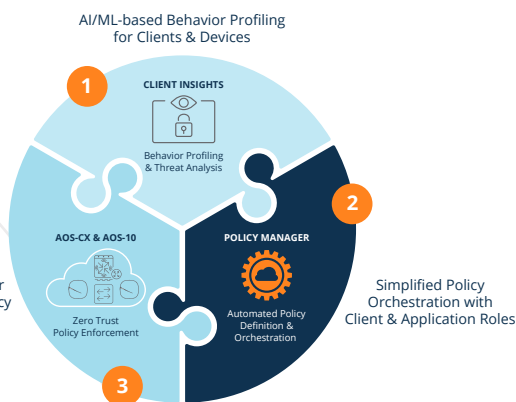 AI/ML-based Behavior Profiling
for Clients & Devices
1
CLIENT INSIGHTS
Behavior Profiling
& Threat Analysis
2
AOS-CX & AOS-10
Zero Trust
Policy Enforcement
POLICY MANAGER
Automated Policy
Definition &
Orchestration
Simplified Policy
Orchestration with
Client & Application Roles
3